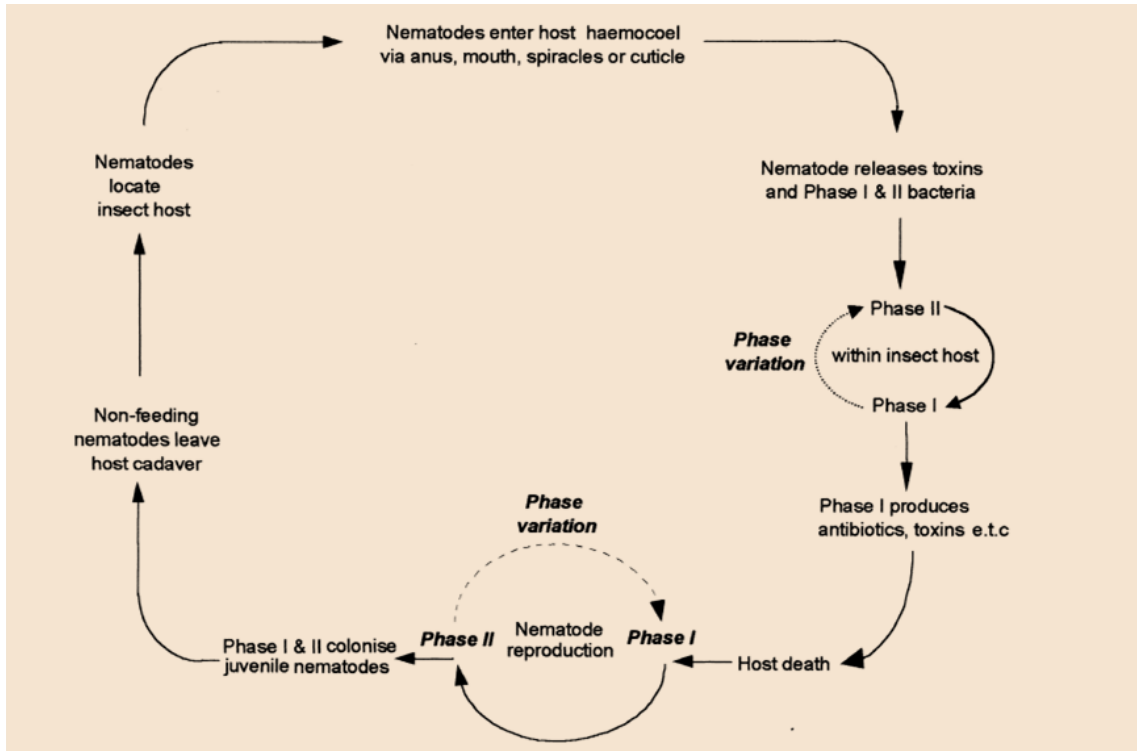 Nematodes enter host haemocoel
via anus, mouth, spiracles or cuticle
Nematode releases toxins
and Phase I & II bacteria
Phase II
Phase
variation
within insect host
Phase I
Phase I produces
antibiotics, toxins e.t.c
Host death
Phase I
Nematode
reproduction
Phase
variation
Phase II
Phase I & II colonise
juvenile nematodes
Non-feeding
nematodes leave
host cadaver
Nematodes
locate
insect host